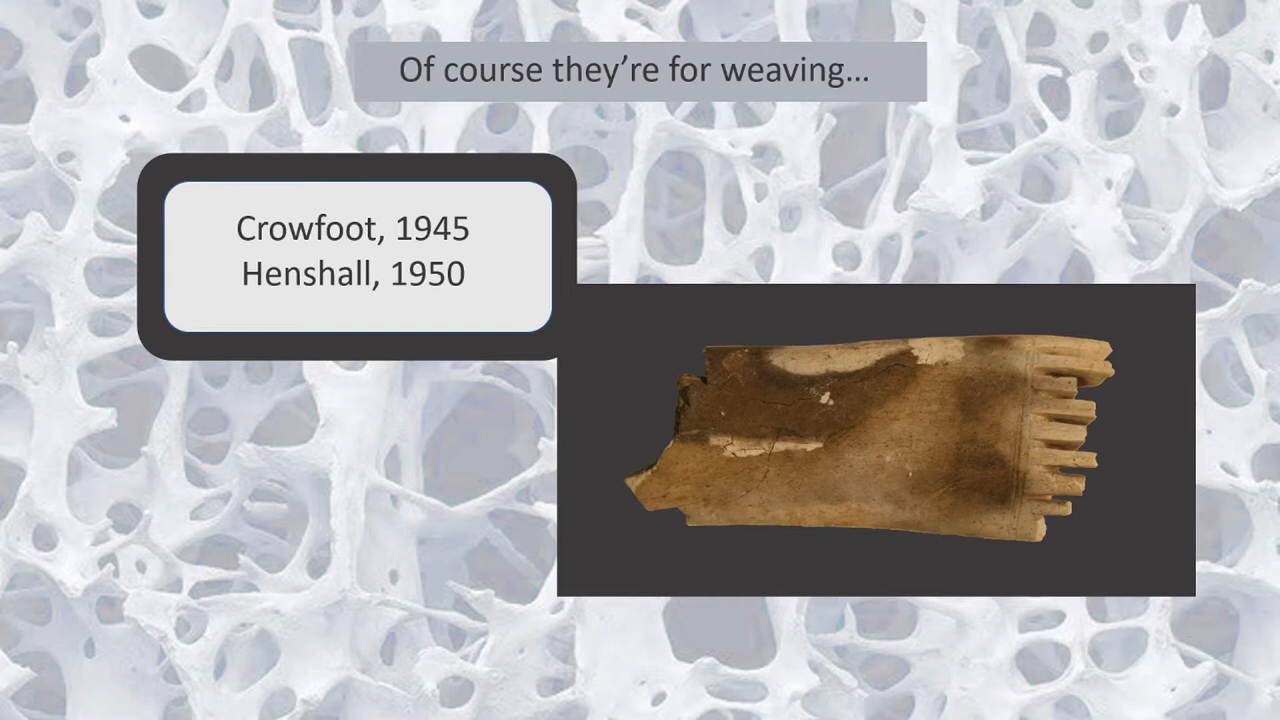 Of course they’re for weaving...
Crowfoot, 1945
Henshall, 1950